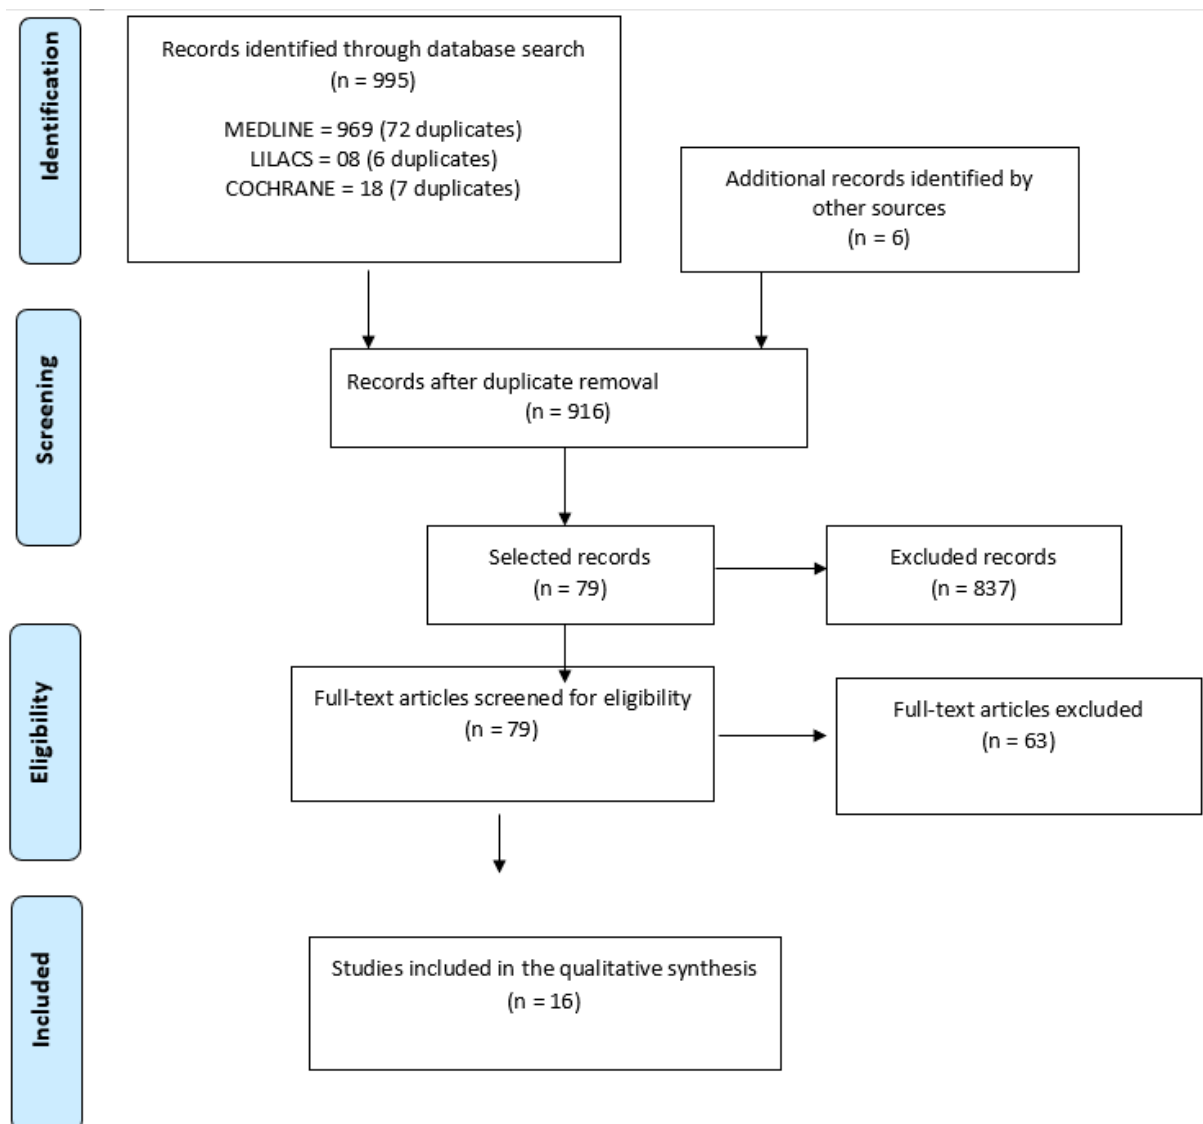 Identification
Records identified through database search
(n = 995)
MEDLINE = 969 (72 duplicates)
LILACS = 08 (6 duplicates)
COCHRANE = 18 (7 duplicates)
Additional records identified by
other sources
(n = 6)
Screening
Records after duplicate removal
(n = 916)
Selected records
(n = 79)
Excluded records
(n = 837)
Eligibility
Full-text articles screened for eligibility
(n = 79)
Full-text articles excluded
(n = 63)
Included
Studies included in the qualitative synthesis
(n = 16)